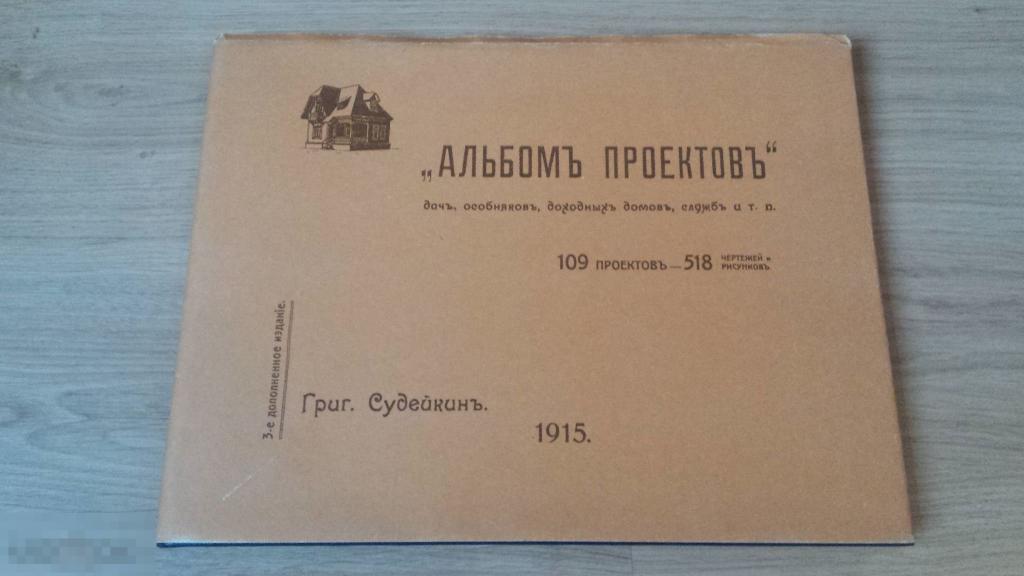 „АЛЬБОМЪ ПРОЕКТОВЪ“
дачъ, особняковъ, доходныхъ домовъ, службъ и т. п.
109 ПРОЕКТОВЪ — 518 ЧЕРТЕЖЕЙ и
РИСУНКОВЪ
3-е дополненное изданіе.
Григ. Судейкинъ.
1915.